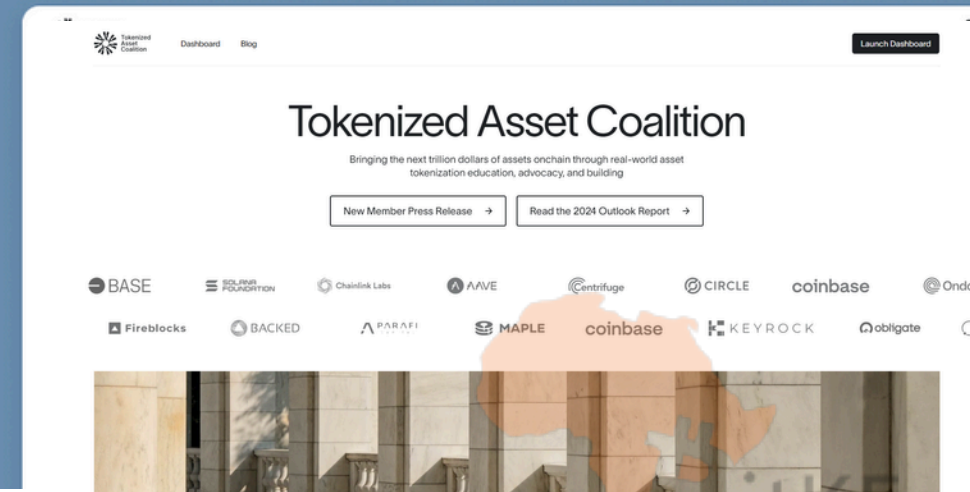 Tokenized
Asset
Coalition
Dashboard Blog
Launch Dashboard
Tokenized Asset Coalition
Bringing the next trillion dollars of assets onchain through real-world asset
tokenization education, advocacy, and building
New Member Press Release →
Read the 2024 Outlook Report →
BASE SOLANA FOUNDATION Chainlink Labs AAVE Centrifuge CIRCLE coinbase
Fireblocks BACKED PARAFI MAPLE coinbase KEYROCK obligate